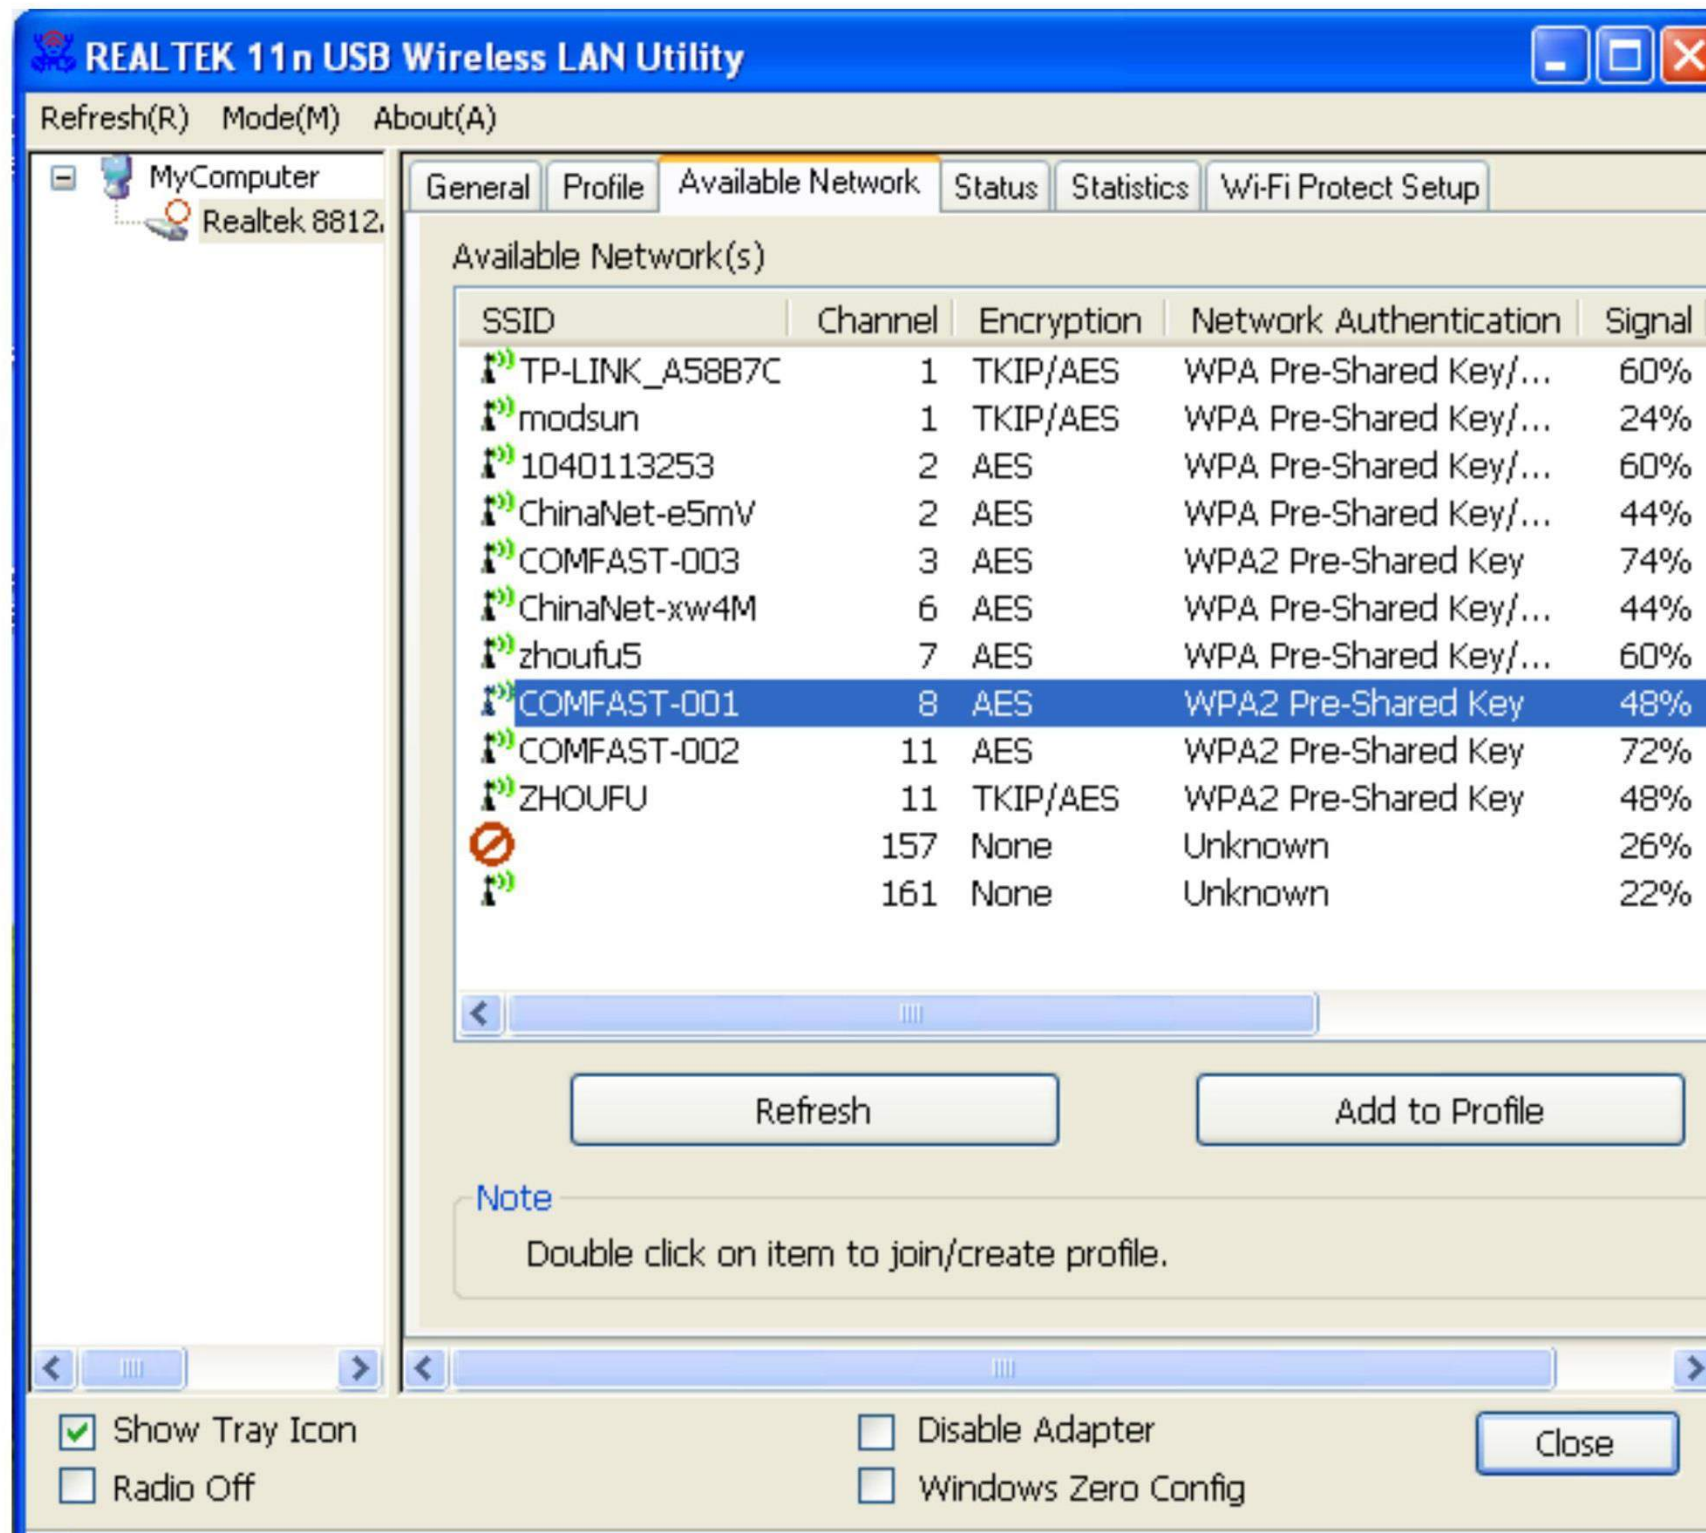 REALTEK 11n USB Wireless LAN Utility
Refresh(R) Mode(M) About(A)
MyComputer
Realtek 8812
General Profile Available Network Status Statistics Wi-Fi Protect Setup
Available Network(s)
SSID Channel Encryption Network Authentication Signal
TP-LINK_A58B7C 1 TKIP/AES WPA Pre-Shared Key/... 60%
modsun 1 TKIP/AES WPA Pre-Shared Key/... 24%
1040113253 2 AES WPA Pre-Shared Key/... 60%
ChinaNet-e5mV 2 AES WPA Pre-Shared Key/... 44%
COMFAST-003 3 AES WPA2 Pre-Shared Key 74%
ChinaNet-xw4M 6 AES WPA Pre-Shared Key/... 44%
zhoufu5 7 AES WPA Pre-Shared Key/... 60%
COMFAST-001 8 AES WPA2 Pre-Shared Key 48%
COMFAST-002 11 AES WPA2 Pre-Shared Key 72%
ZHOUFU 11 TKIP/AES WPA2 Pre-Shared Key 48%
157 None Unknown 26%
161 None Unknown 22%
Refresh Add to Profile
Note
Double click on item to join/create profile.
Show Tray Icon Disable Adapter Close
Radio Off Windows Zero Config